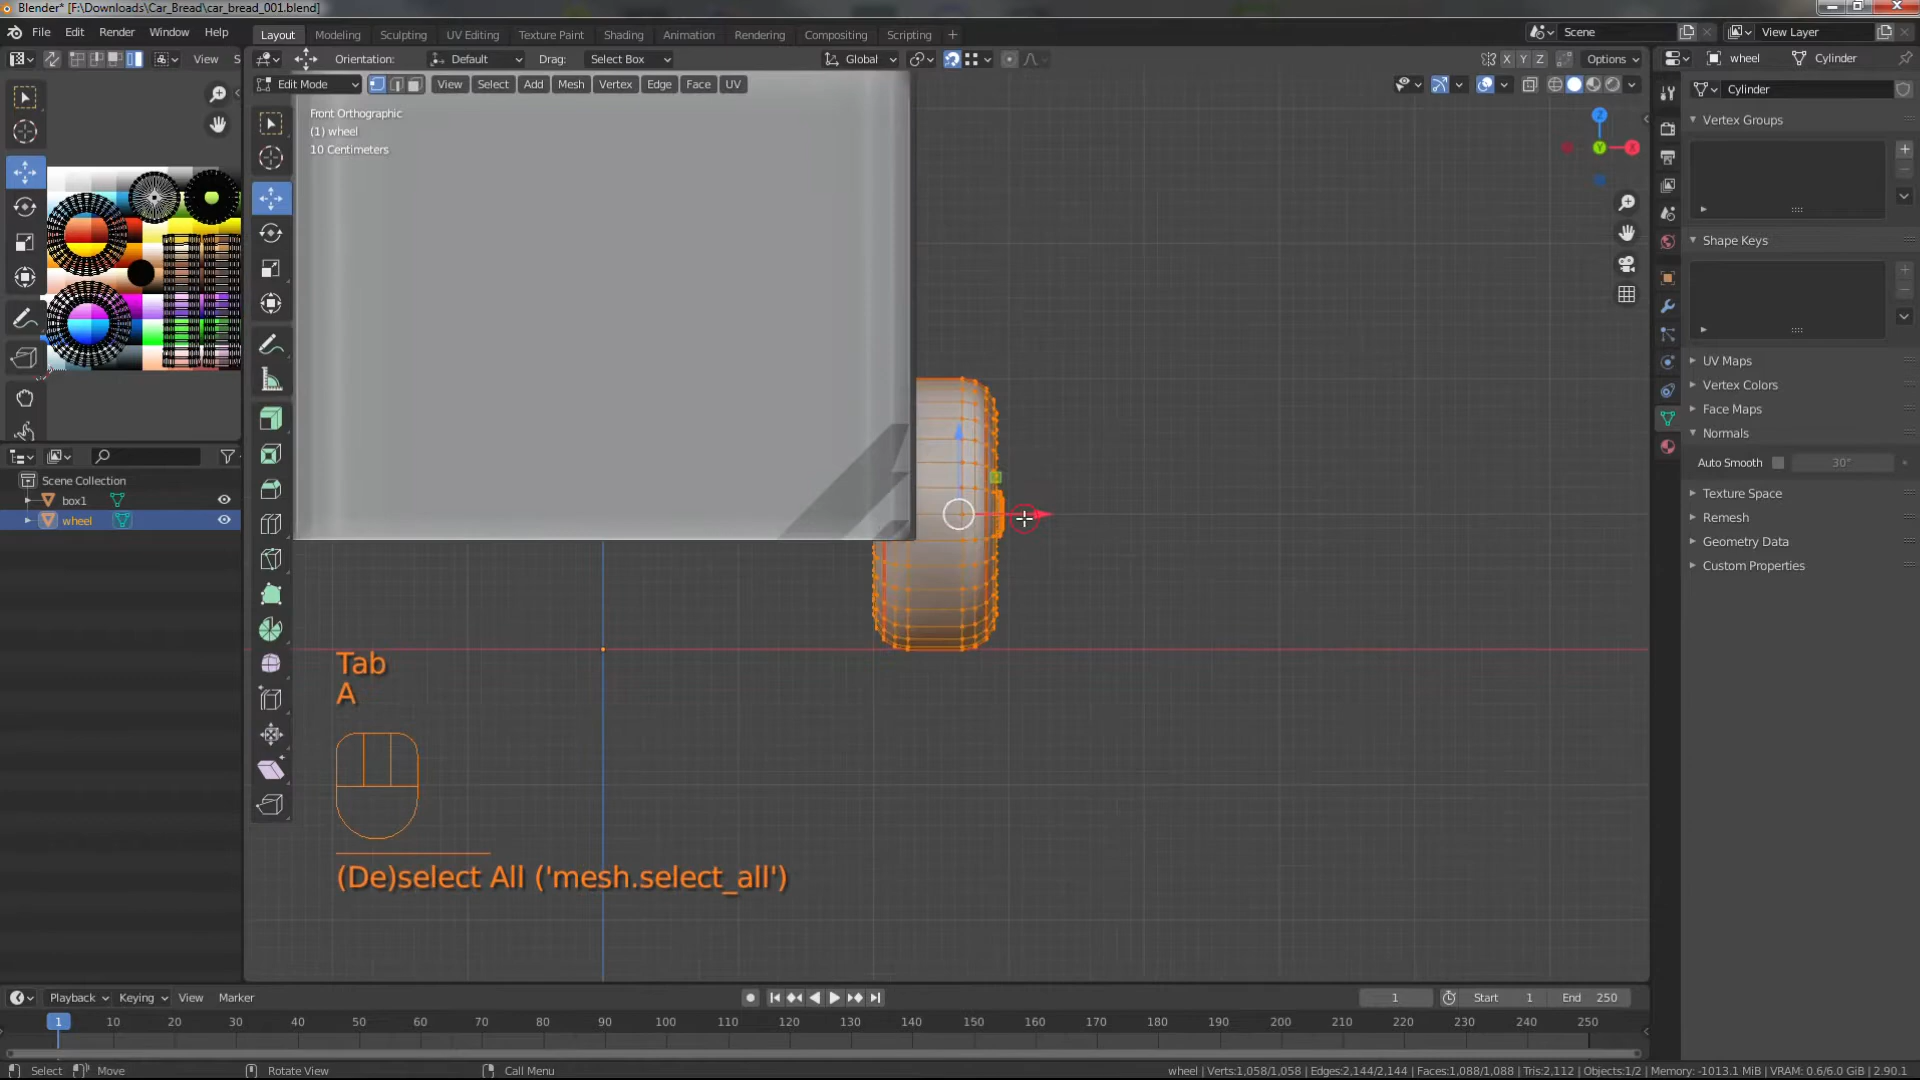 Blender* [F:\Downloads\Car_Bread\car_bread_001.blend]
File Edit Render Window Help
Layout Modeling Sculpting UV Editing Texture Paint Shading Animation Rendering Compositing Scripting +
Scene
View Layer
View S
Orientation: Default Drag: Select Box
Global
X Y Z Options
wheel Cylinder
Edit Mode View Select Add Mesh Vertex Edge Face UV
Cylinder
Front Orthographic
(1) wheel
10 Centimeters
Z
Y
X
Vertex Groups
Shape Keys
UV Maps
Vertex Colors
Face Maps
Normals
Auto Smooth 30°
Texture Space
Remesh
Geometry Data
Custom Properties
Scene Collection
box1
wheel
Tab
A
(De)select All ('mesh.select_all')
Playback Keying View Marker
1 Start 1 End 250
1 10 20 30 40 50 60 70 80 90 100 110 120 130 140 150 160 170 180 190 200 210 220 230 240 250
Select Move Rotate View Call Menu
wheel | Verts:1,058/1,058 | Edges:2,144/2,144 | Faces:1,088/1,088 | Tris:2,112 | Objects:1/2 | Memory: -1013.1 MiB | VRAM: 0.6/6.0 GiB | 2.90.1